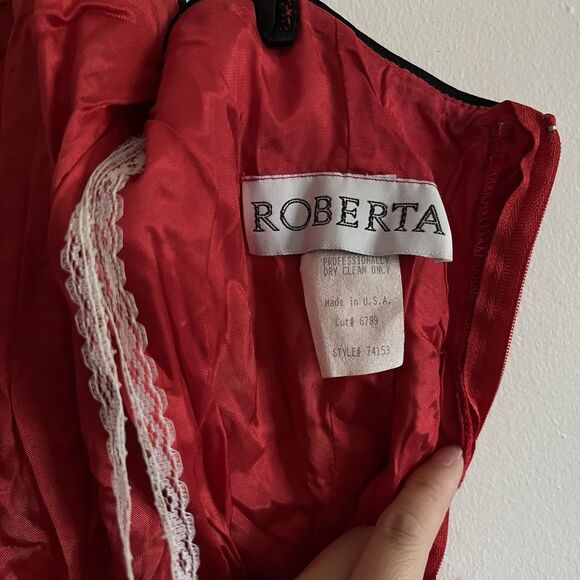 ROBERTA
PROFESSIONALLY
DRY CLEAN ONLY
Made in U.S.A.
Cut# 6789
STYLE# 74153